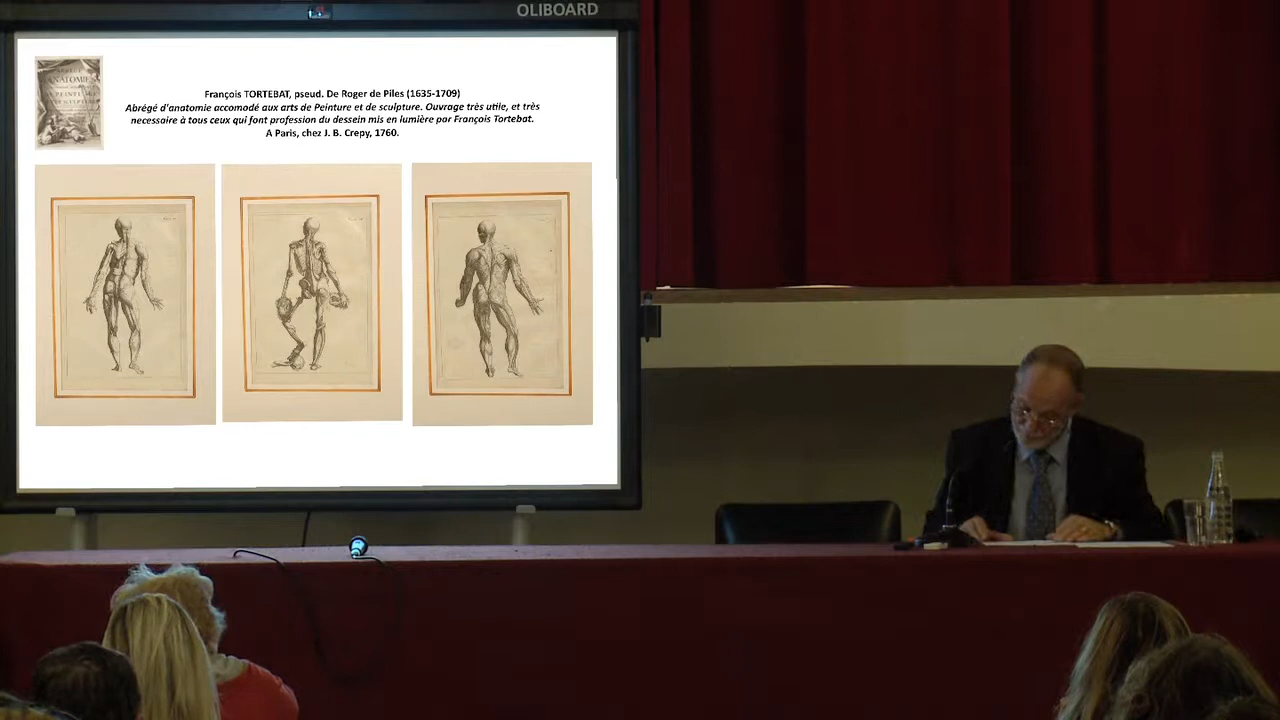 OLIBOARD
ANATOMIE
François TORTEBAT, pseud. De Roger de Piles (1635-1709)
Abrégé d'anatomie accomodé aux arts de Peinture et de sculpture. Ouvrage très utile, et très
necessaire à tous ceux qui font profession du dessein mis en lumière par François Tortebat.
A Paris, chez J. B. Crepy, 1760.